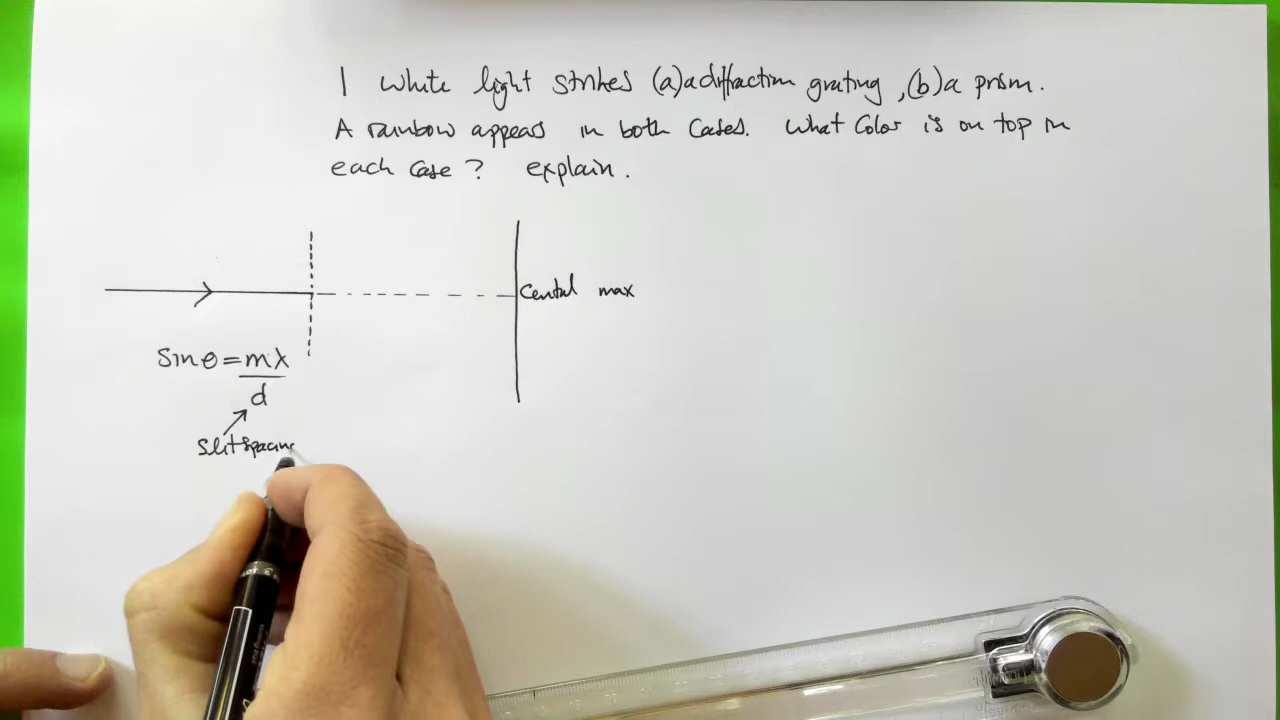 1 White light strikes (a) a diffraction grating, (b) a prism.
A rainbow appears in both cases. What color is on top in
each case? explain.
Central max
sinθ = mλ
d
slit spacing